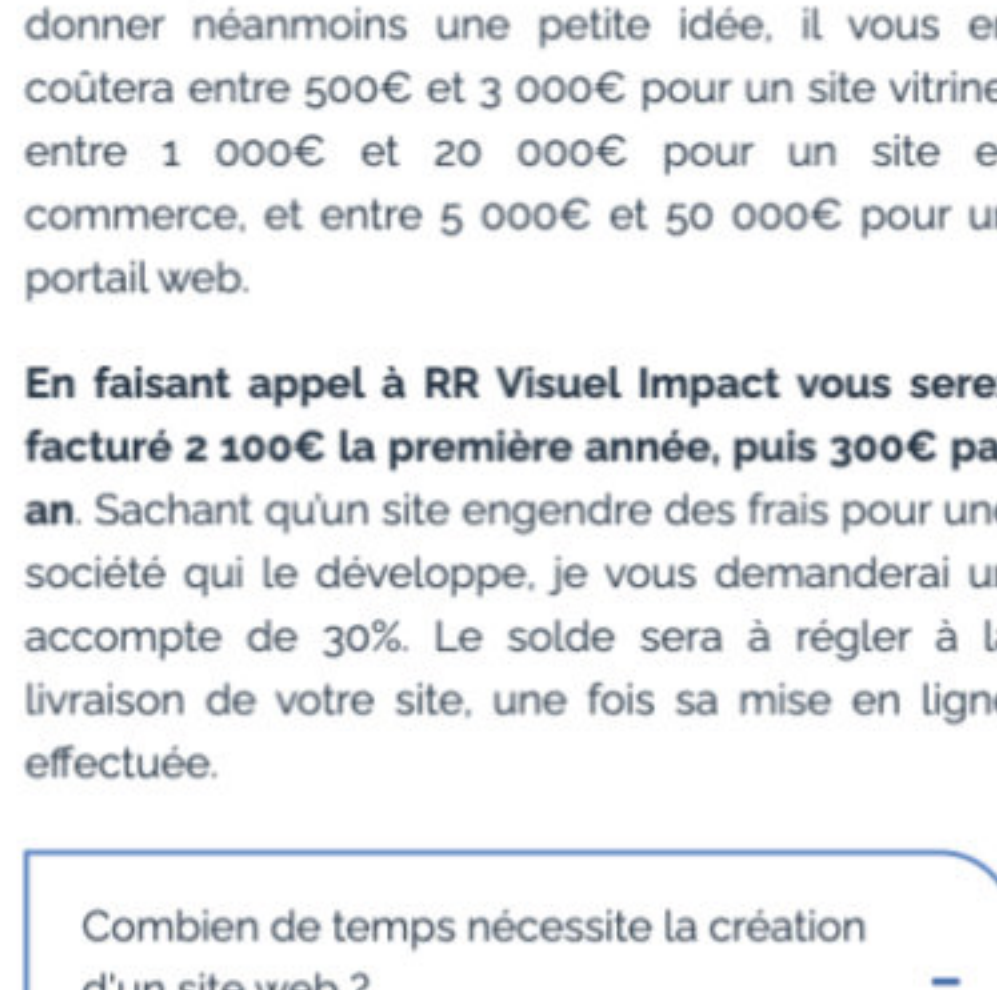 donner néanmoins une petite idée, il vous en
coûtera entre 500€ et 3 000€ pour un site vitrine
entre 1 000€ et 20 000€ pour un site e-
commerce, et entre 5 000€ et 50 000€ pour un
portail web.
En faisant appel à RR Visuel Impact vous serez
facturé 2 100€ la première année, puis 300€ par
an. Sachant qu'un site engendre des frais pour une
société qui le développe, je vous demanderai un
accompte de 30%. Le solde sera à régler à la
livraison de votre site, une fois sa mise en ligne
effectuée.
Combien de temps nécessite la création
d'un site web ?